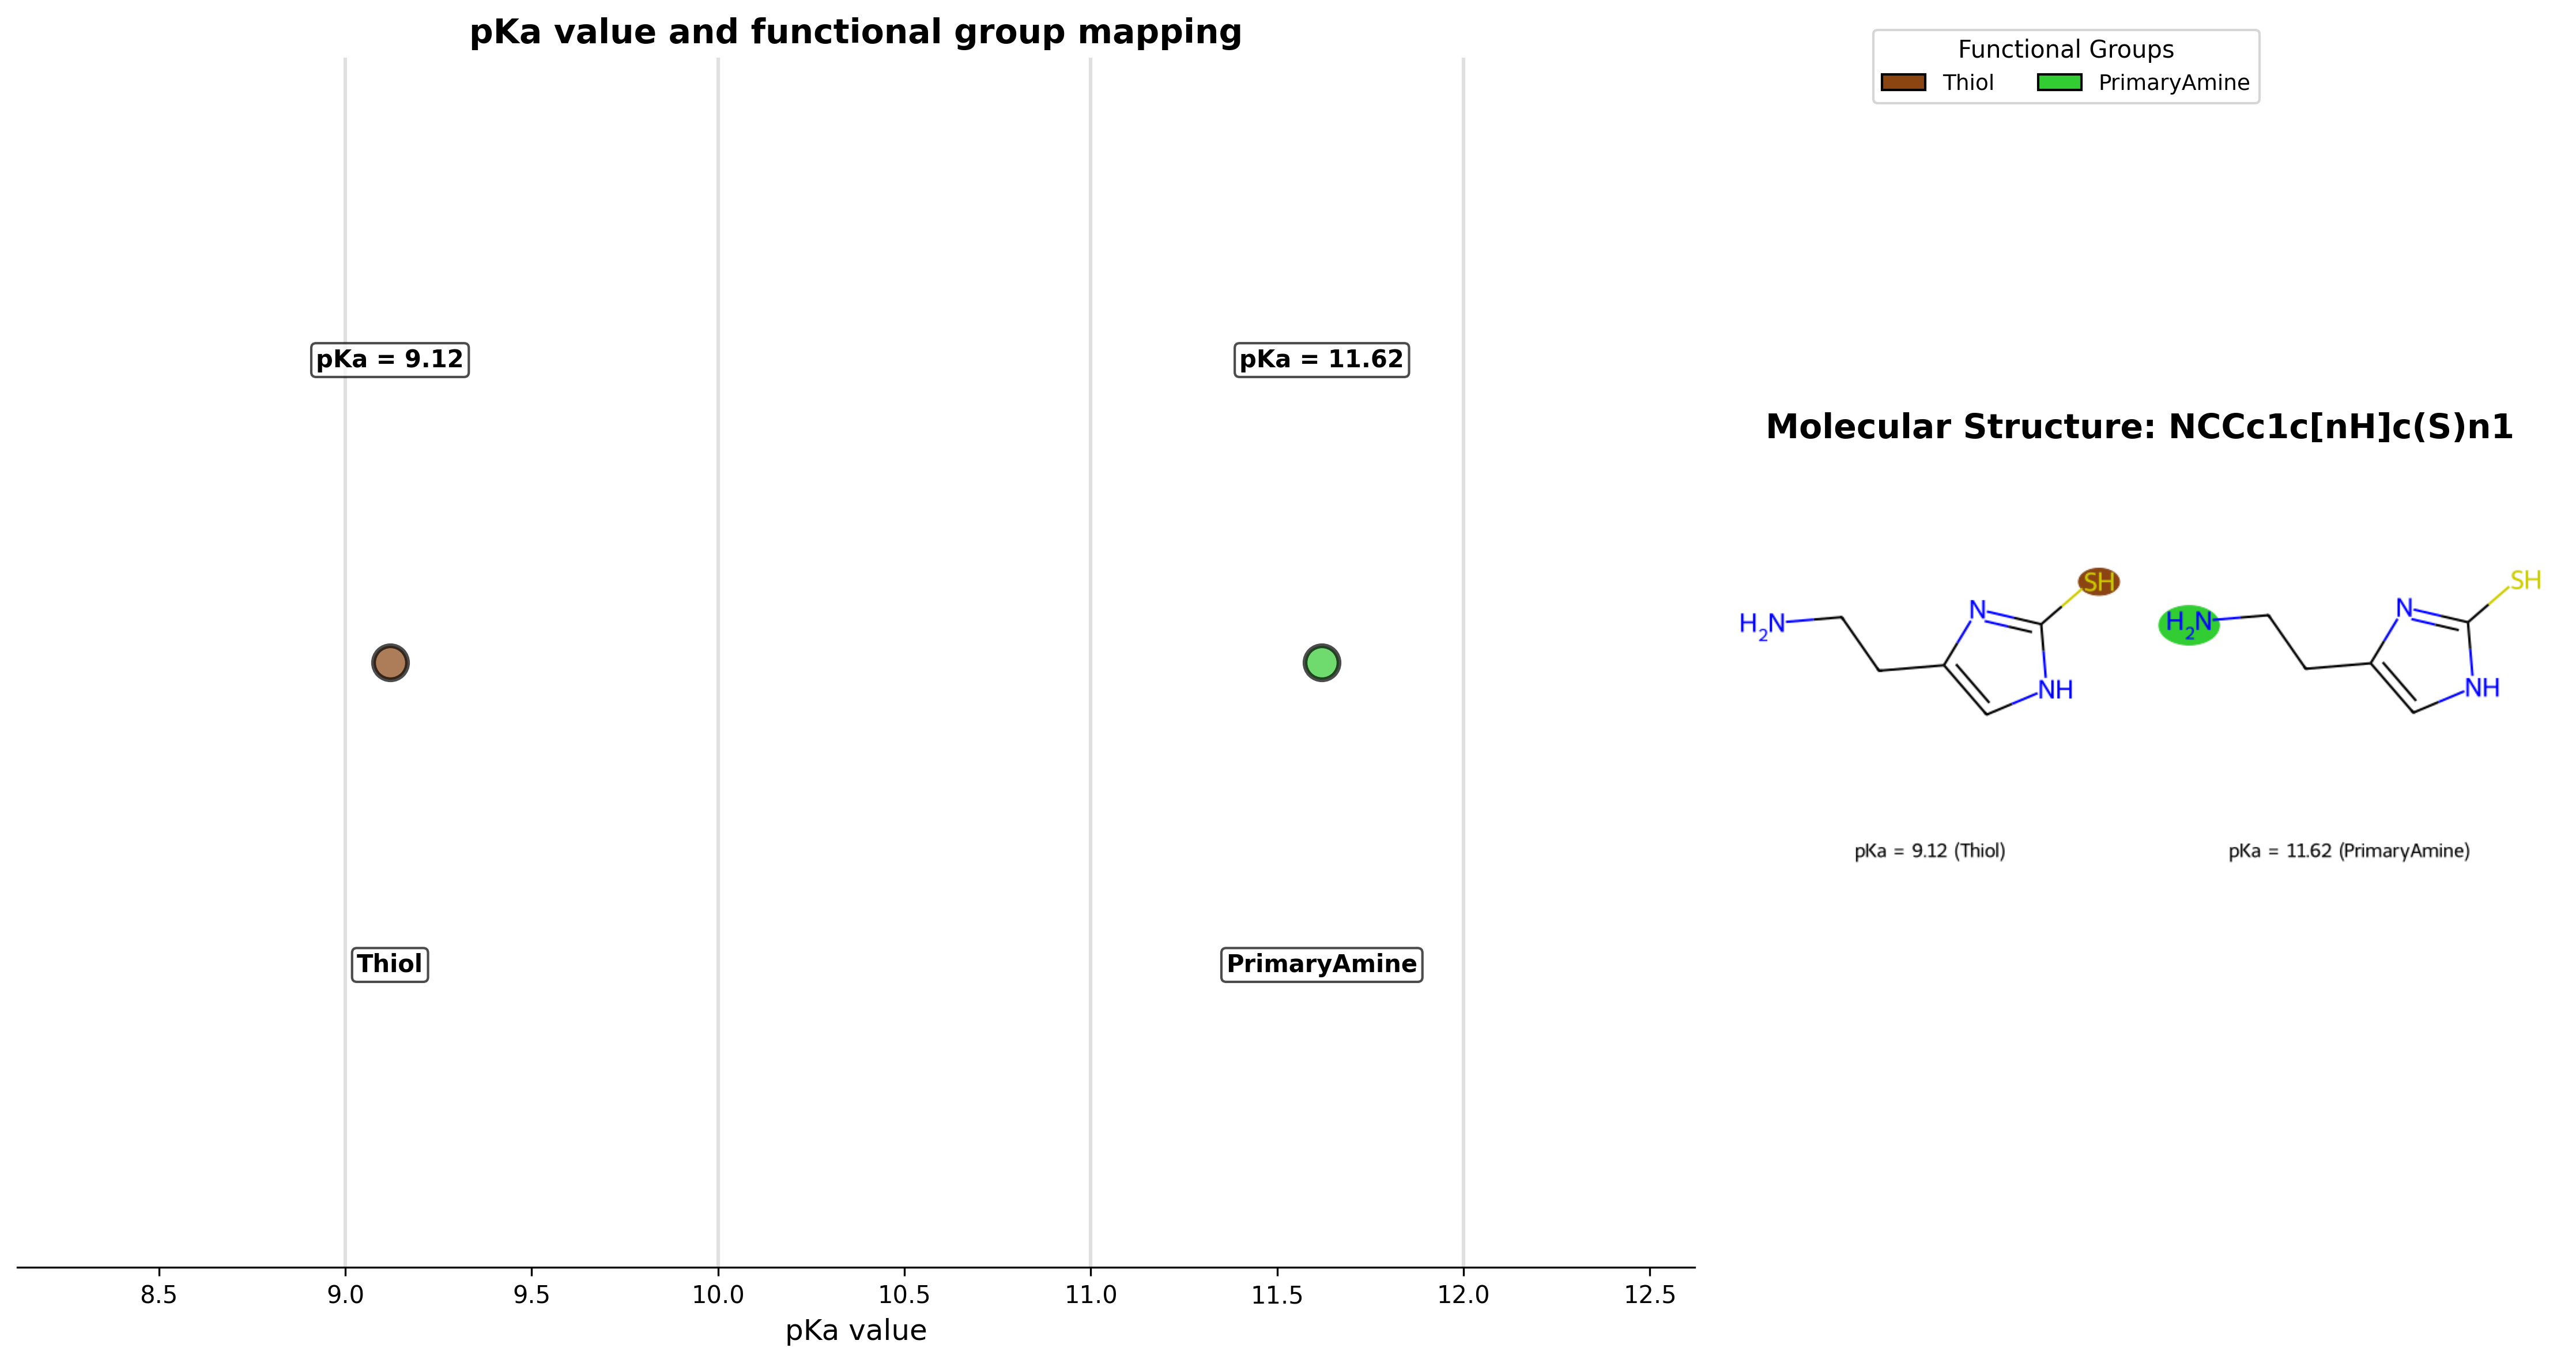 pKa value and functional group mapping
Functional Groups
Thiol PrimaryAmine
pKa = 9.12 pKa = 11.62
Molecular Structure: NCCc1c[nH]c(S)n1
H2N N SH NH
H2N N SH NH
pKa = 9.12 (Thiol) pKa = 11.62 (PrimaryAmine)
Thiol PrimaryAmine
8.5 9.0 9.5 10.0 10.5 11.0 11.5 12.0 12.5
pKa value